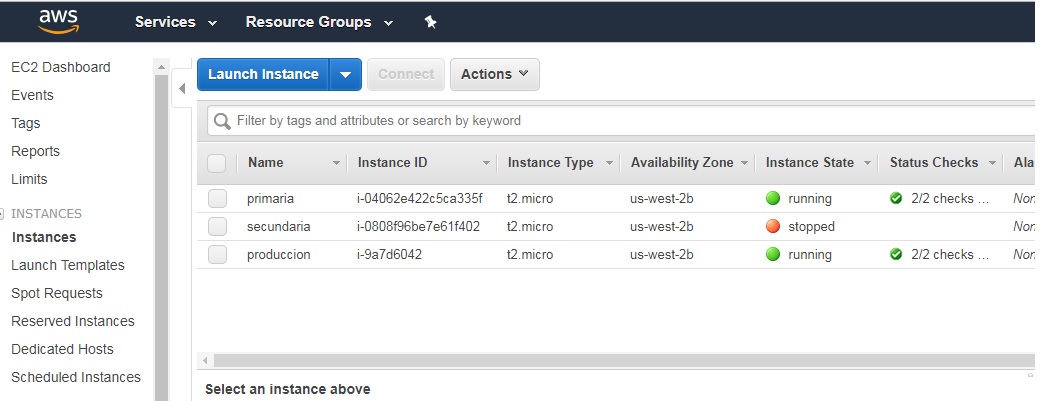 aws Services Resource Groups
EC2 Dashboard
Events
Tags
Reports
Limits
INSTANCES
Instances
Launch Templates
Spot Requests
Reserved Instances
Dedicated Hosts
Scheduled Instances
Launch Instance Connect Actions
Filter by tags and attributes or search by keyword
Name Instance ID Instance Type Availability Zone Instance State Status Checks Ala
primaria i-04062e422c5ca335f t2.micro us-west-2b running 2/2 checks ... Non
secundaria i-0808f96be7e61f402 t2.micro us-west-2b stopped Non
produccion i-9a7d6042 t2.micro us-west-2b running 2/2 checks ... Non
Select an instance above